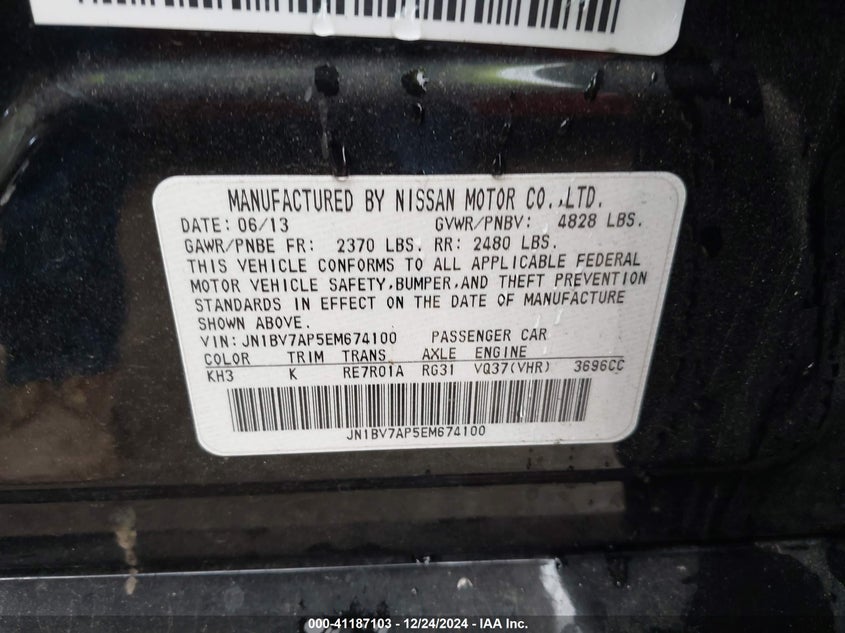 MANUFACTURED BY NISSAN MOTOR CO.,LTD.
DATE: 06/13 GVWR/PNBV: 4828 LBS.
GAWR/PNBE FR: 2370 LBS. RR: 2480 LBS.
THIS VEHICLE CONFORMS TO ALL APPLICABLE FEDERAL
MOTOR VEHICLE SAFETY,BUMPER,AND THEFT PREVENTION
STANDARDS IN EFFECT ON THE DATE OF MANUFACTURE
SHOWN ABOVE.
VIN:JN1BV7AP5EM674100 PASSENGER CAR
COLOR TRIM TRANS AXLE ENGINE
KH3 K RE7R01A RG31 VQ37(VHR) 3696CC
JN1BV7AP5EM674100
000-41187103 - 12/24/2024 - IAA Inc.